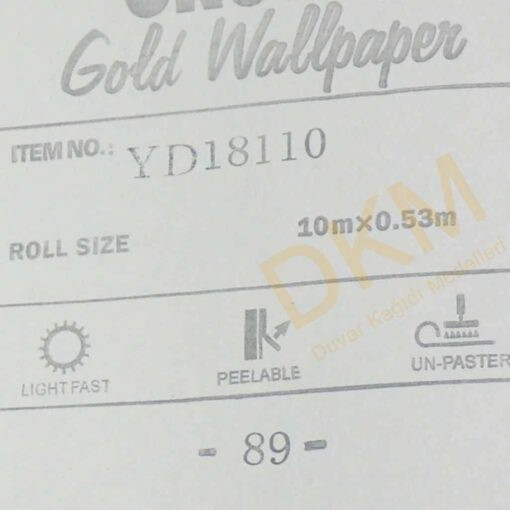 Gold Wallpaper
ITEM NO.: YD18110
ROLL SIZE 10m×0.53m
DKM
Duvar Kağıdı Modelleri
LIGHT FAST PEELABLE UN-PASTER
- 89 -